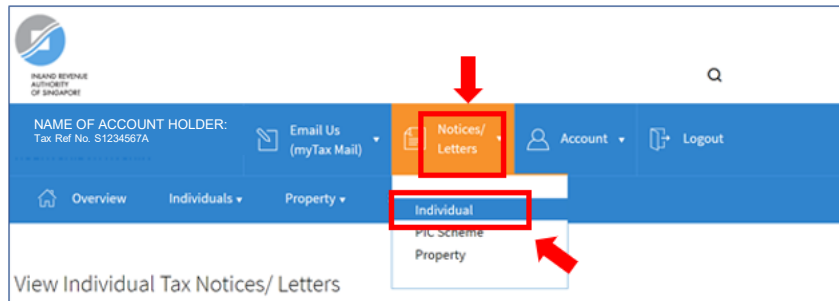 INLAND REVENUE
AUTHORITY
OF SINGAPORE
NAME OF ACCOUNT HOLDER:
Tax Ref No. S1234567A
Email Us
(myTax Mail)
Notices/
Letters
Account
Logout
Overview
Individuals
Property
Individual
PIC Scheme
Property
View Individual Tax Notices/ Letters